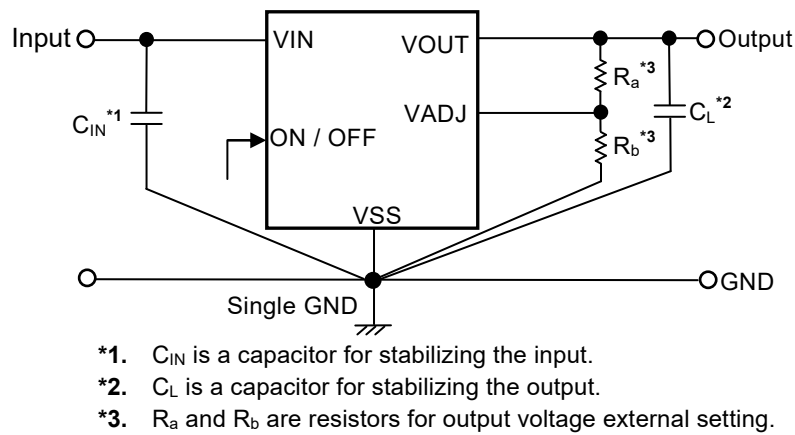 Input VIN VOUT Output
Ra*3
CIN*1 VADJ CL*2
ON / OFF Rb*3
VSS
Single GND GND
*1. CIN is a capacitor for stabilizing the input.
*2. CL is a capacitor for stabilizing the output.
*3. Ra and Rb are resistors for output voltage external setting.